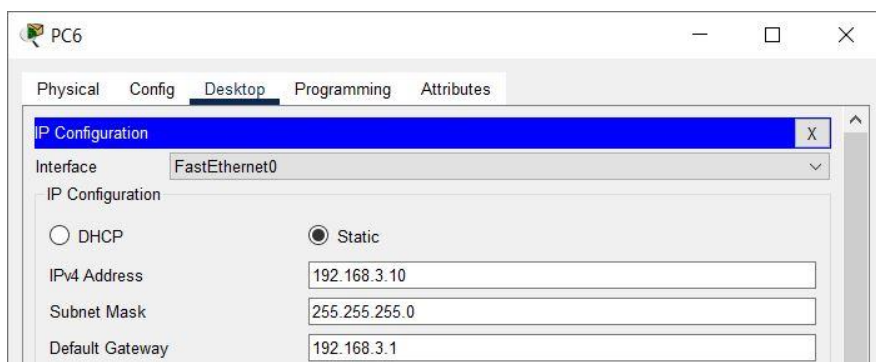 PC6
Physical Config Desktop Programming Attributes
IP Configuration X
Interface FastEthernet0
IP Configuration
DHCP Static
IPv4 Address 192.168.3.10
Subnet Mask 255.255.255.0
Default Gateway 192.168.3.1